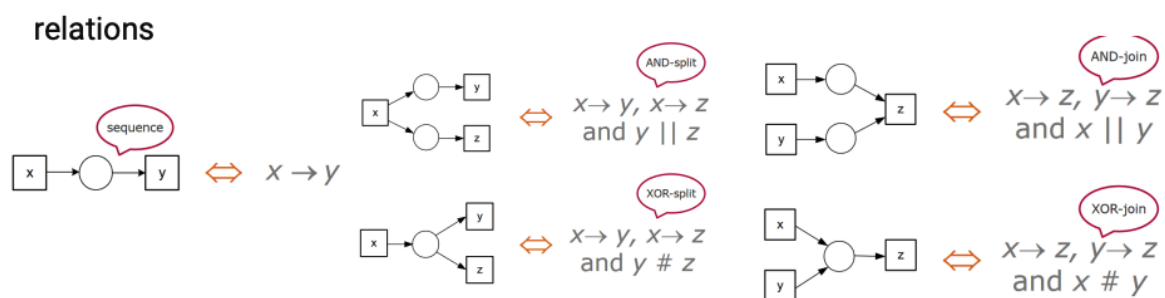 relations
sequence
x
y
x → y
AND-split
x
y
z
x → y, x → z
and y || z
XOR-split
x
y
z
x → y, x → z
and y # z
AND-join
x
y
z
x → z, y → z
and x || y
XOR-join
x
y
z
x → z, y → z
and x # y